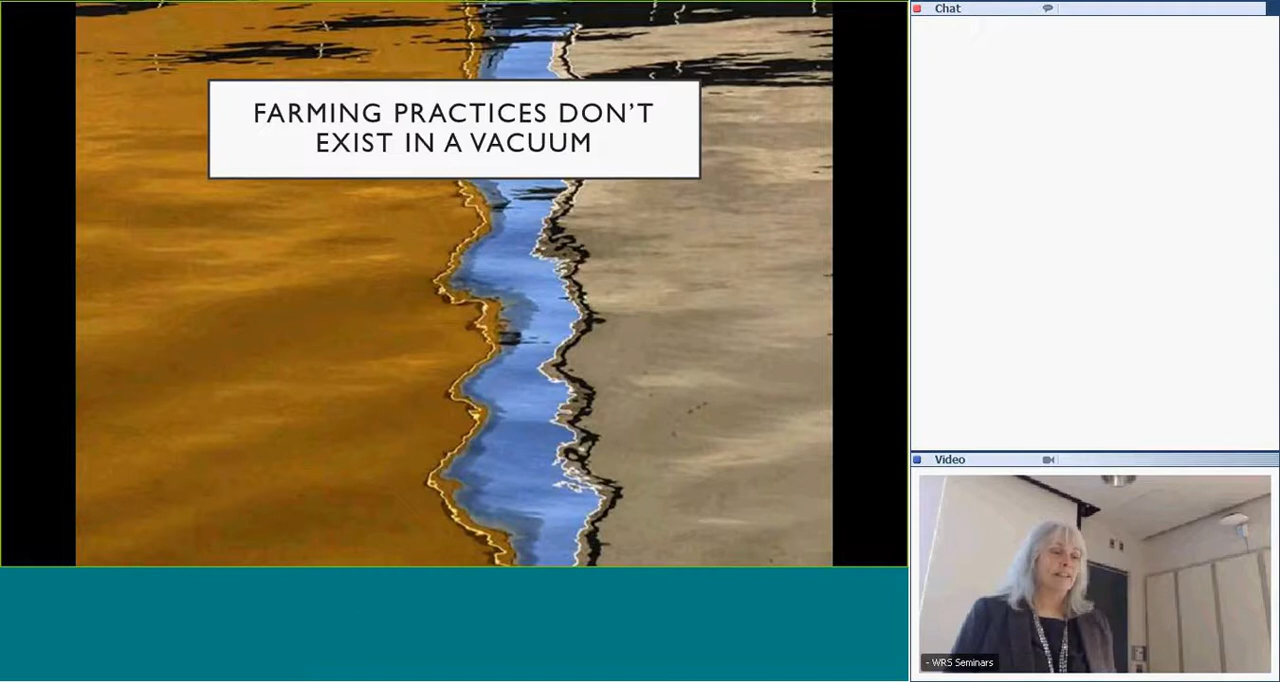 FARMING PRACTICES DON'T
EXIST IN A VACUUM
Chat
Video
- WRS Seminars